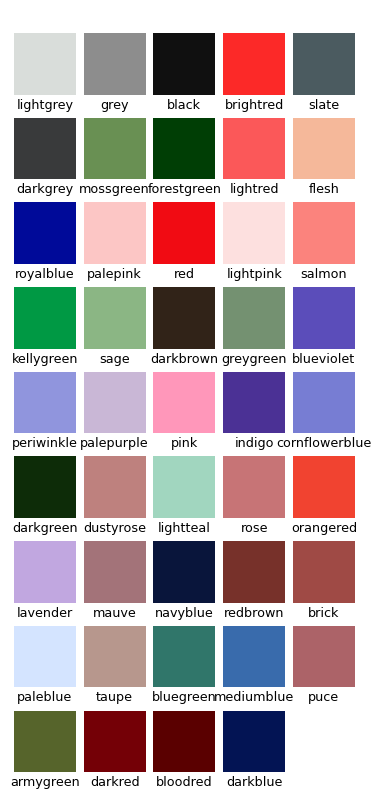 lightgrey grey black brightred slate
darkgrey mossgreen forestgreen lightred flesh
royalblue palepink red lightpink salmon
kellygreen sage darkbrown greygreen blueviolet
periwinkle palepurple pink indigo cornflowerblue
darkgreen dustyrose lightteal rose orangered
lavender mauve navyblue redbrown brick
paleblue taupe bluegreen mediumblue puce
armygreen darkred bloodred darkblue